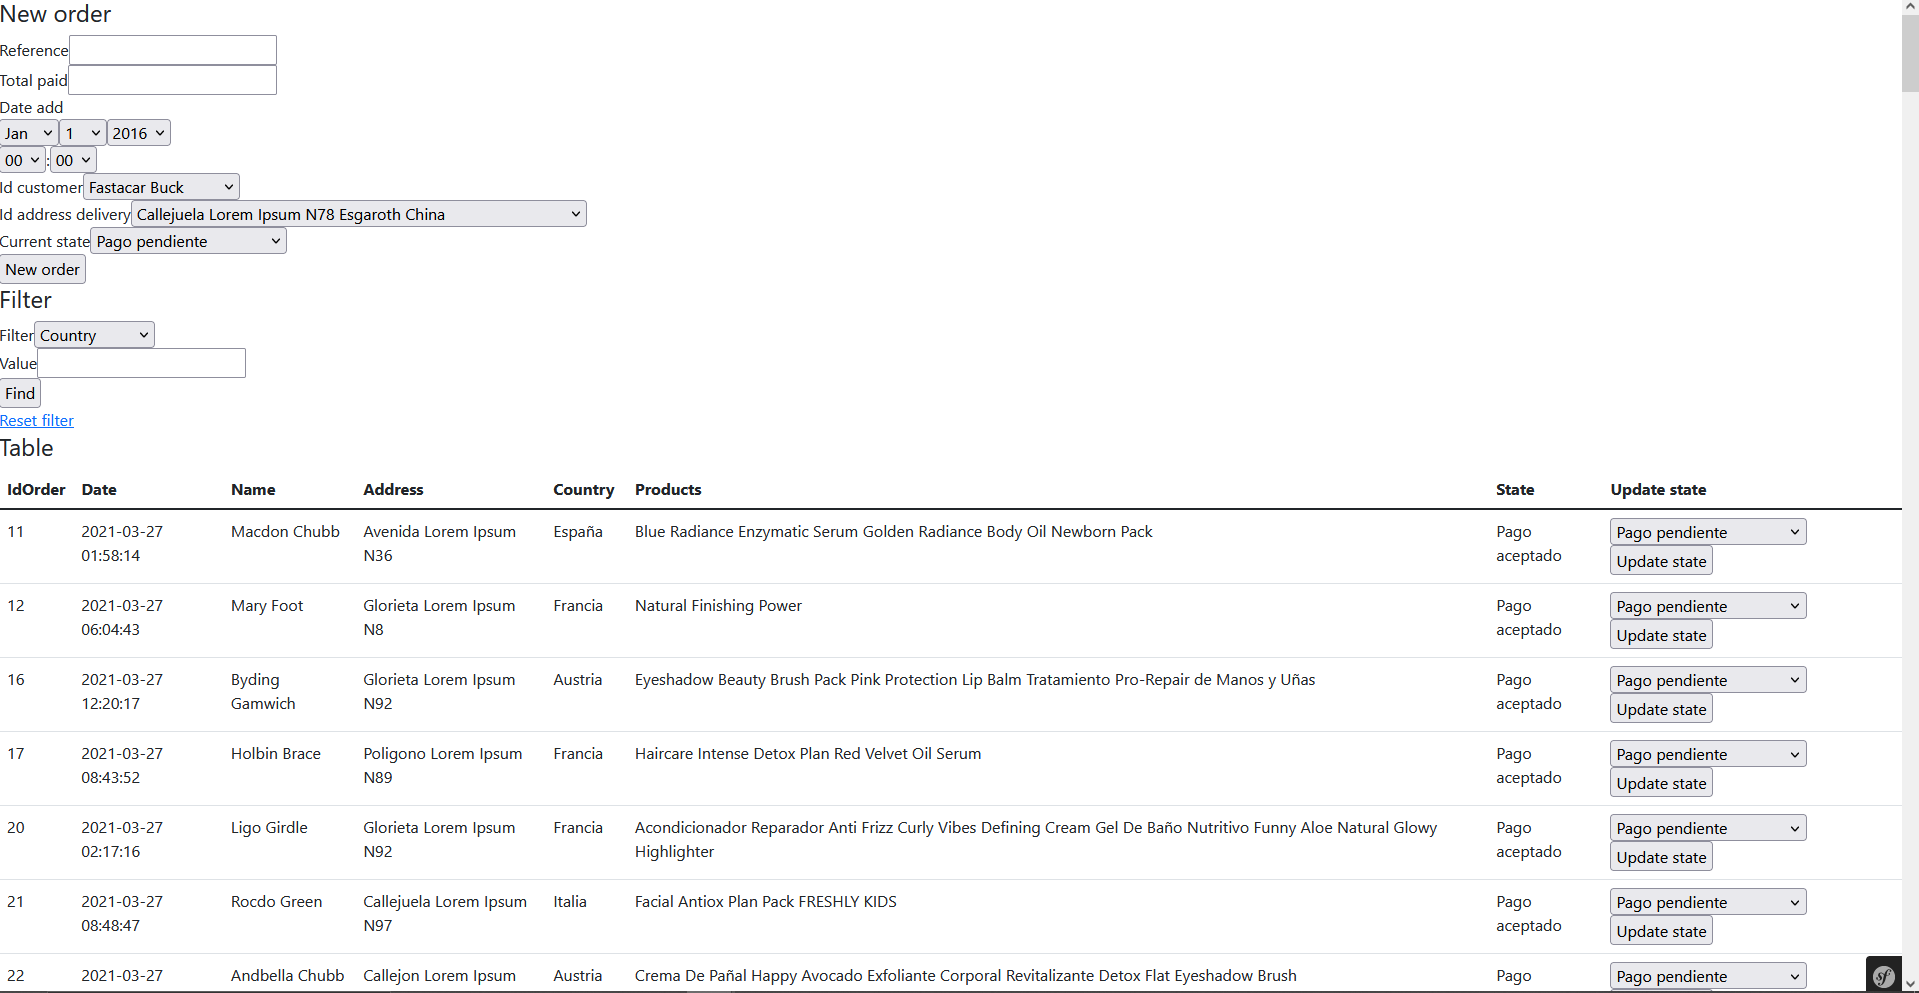 New order
Reference
Total paid
Date add
Jan 1 2016
00 : 00
Id customer Fastacar Buck
Id address delivery Callejuela Lorem Ipsum N78 Esgaroth China
Current state Pago pendiente
New order
Filter
Filter Country
Value
Find
Reset filter
Table
IdOrder Date Name Address Country Products State Update state
11 2021-03-27 Macdon Chubb Avenida Lorem Ipsum España Blue Radiance Enzymatic Serum Golden Radiance Body Oil Newborn Pack Pago Pago pendiente
01:58:14 N36 aceptado Update state
12 2021-03-27 Mary Foot Glorieta Lorem Ipsum Francia Natural Finishing Power Pago Pago pendiente
06:04:43 N8 aceptado Update state
16 2021-03-27 Byding Glorieta Lorem Ipsum Austria Eyeshadow Beauty Brush Pack Pink Protection Lip Balm Tratamiento Pro-Repair de Manos y Uñas Pago Pago pendiente
12:20:17 Gamwich N92 aceptado Update state
17 2021-03-27 Holbin Brace Poligono Lorem Ipsum Francia Haircare Intense Detox Plan Red Velvet Oil Serum Pago Pago pendiente
08:43:52 N89 aceptado Update state
20 2021-03-27 Ligo Girdle Glorieta Lorem Ipsum Francia Acondicionador Reparador Anti Frizz Curly Vibes Defining Cream Gel De Baño Nutritivo Funny Aloe Natural Glowy Pago Pago pendiente
02:17:16 N92 Highlighter aceptado Update state
21 2021-03-27 Rocdo Green Callejuela Lorem Ipsum Italia Facial Antiox Plan Pack FRESHLY KIDS Pago Pago pendiente
08:48:47 N97 aceptado Update state
22 2021-03-27 Andbella Chubb Callejon Lorem Ipsum Austria Crema De Pañal Happy Avocado Exfoliante Corporal Revitalizante Detox Flat Eyeshadow Brush Pago Pago pendiente
sf